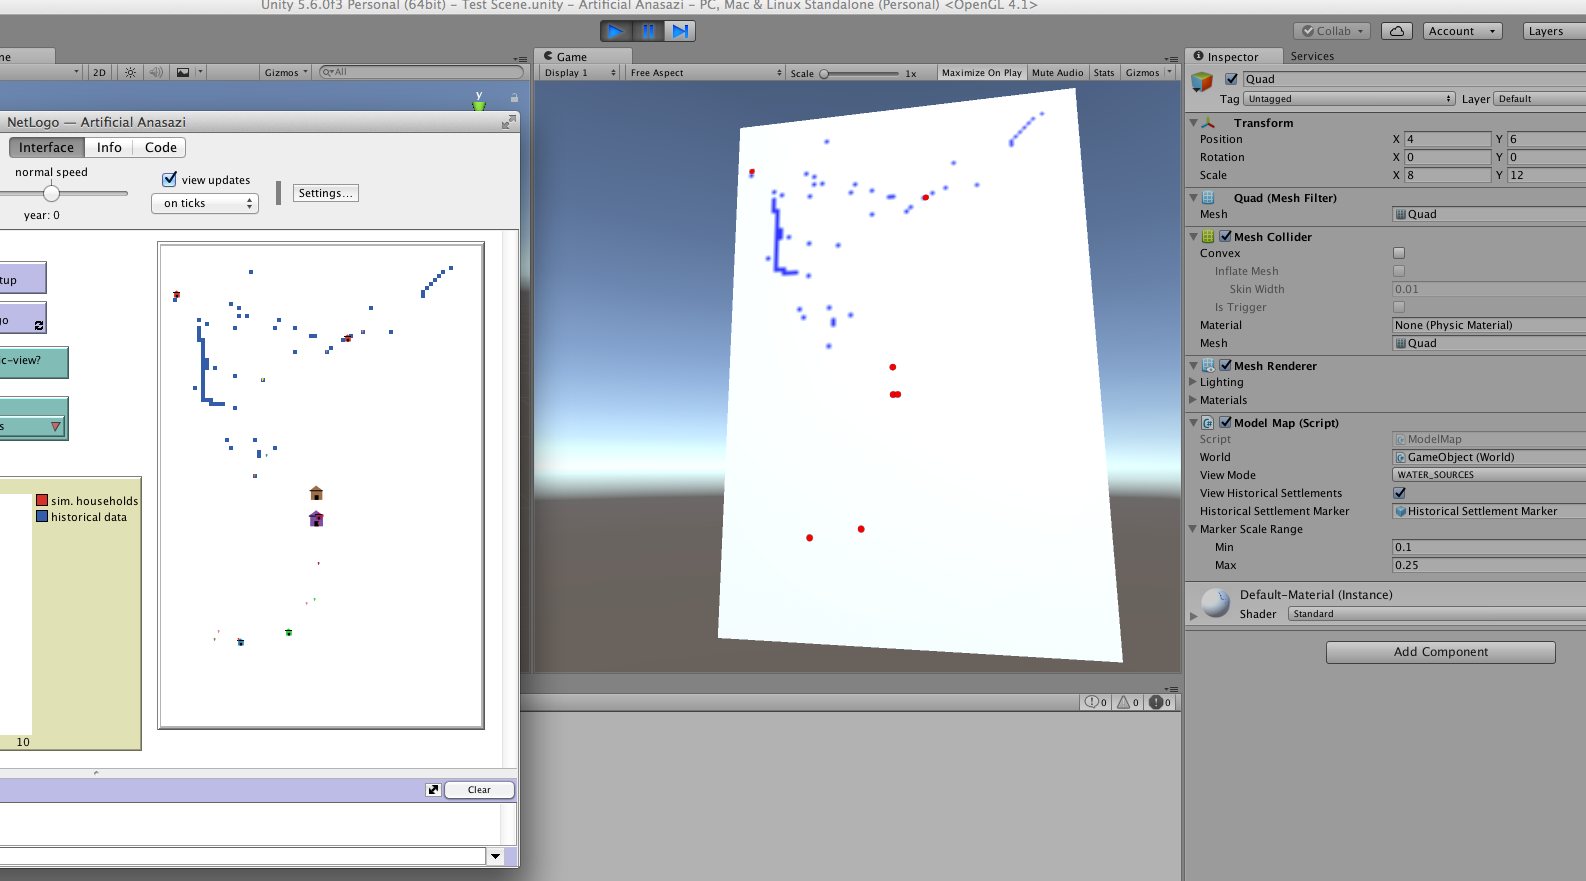 Unity 5.6.0f3 Personal (64bit) - Test Scene.unity - Artificial Anasazi - PC, Mac & Linux Standalone (Personal) <OpenGL 4.1>
Collab
Account
Layers
ne
Game
Inspector
Services
2D
Gizmos
All
Display 1
Free Aspect
Scale
1x
Maximize On Play
Mute Audio
Stats
Gizmos
Quad
Tag
Untagged
Layer
Default
y
NetLogo — Artificial Anasazi
Interface
Info
Code
normal speed
view updates
on ticks
Settings...
year: 0
tup
go
c-view?
s
sim. households
historical data
10
Clear
Transform
Position X 4 Y 6
Rotation X 0 Y 0
Scale X 8 Y 12
Quad (Mesh Filter)
Mesh Quad
Mesh Collider
Convex
Inflate Mesh
Skin Width 0.01
Is Trigger
Material None (Physic Material)
Mesh Quad
Mesh Renderer
Lighting
Materials
Model Map (Script)
Script ModelMap
World GameObject (World)
View Mode WATER_SOURCES
View Historical Settlements
Historical Settlement Marker Historical Settlement Marker
Marker Scale Range
Min 0.1
Max 0.25
Default-Material (Instance)
Shader Standard
Add Component
0 0 0